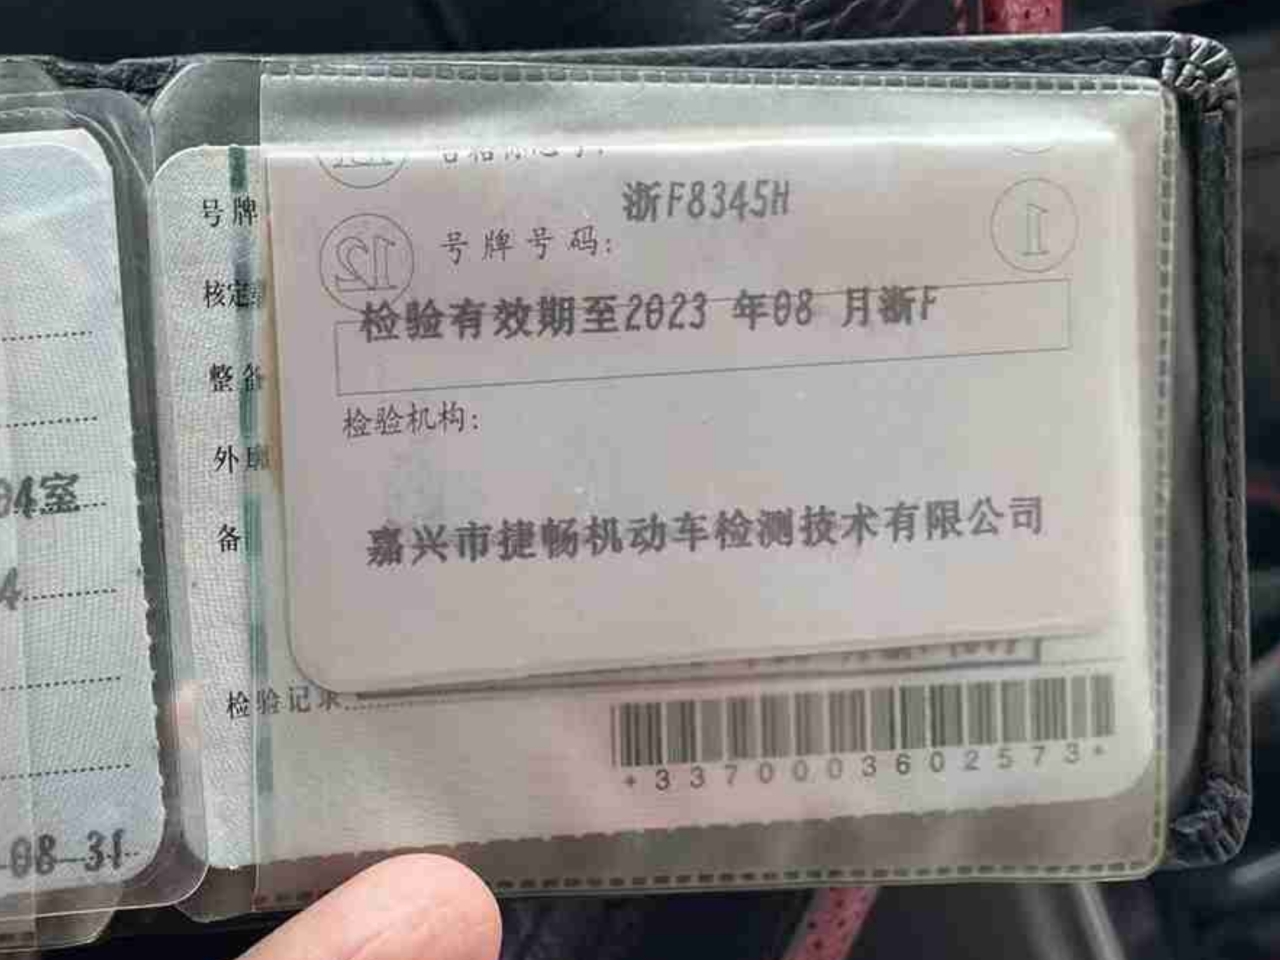 浙F8345H
号牌号码:
号牌
12
1
检验有效期至2023 年08 月浙F
核定
整备
检验机构:
外廓
04室
嘉兴市捷畅机动车检测技术有限公司
备
4
检验记录
*3370003602573*
08-31